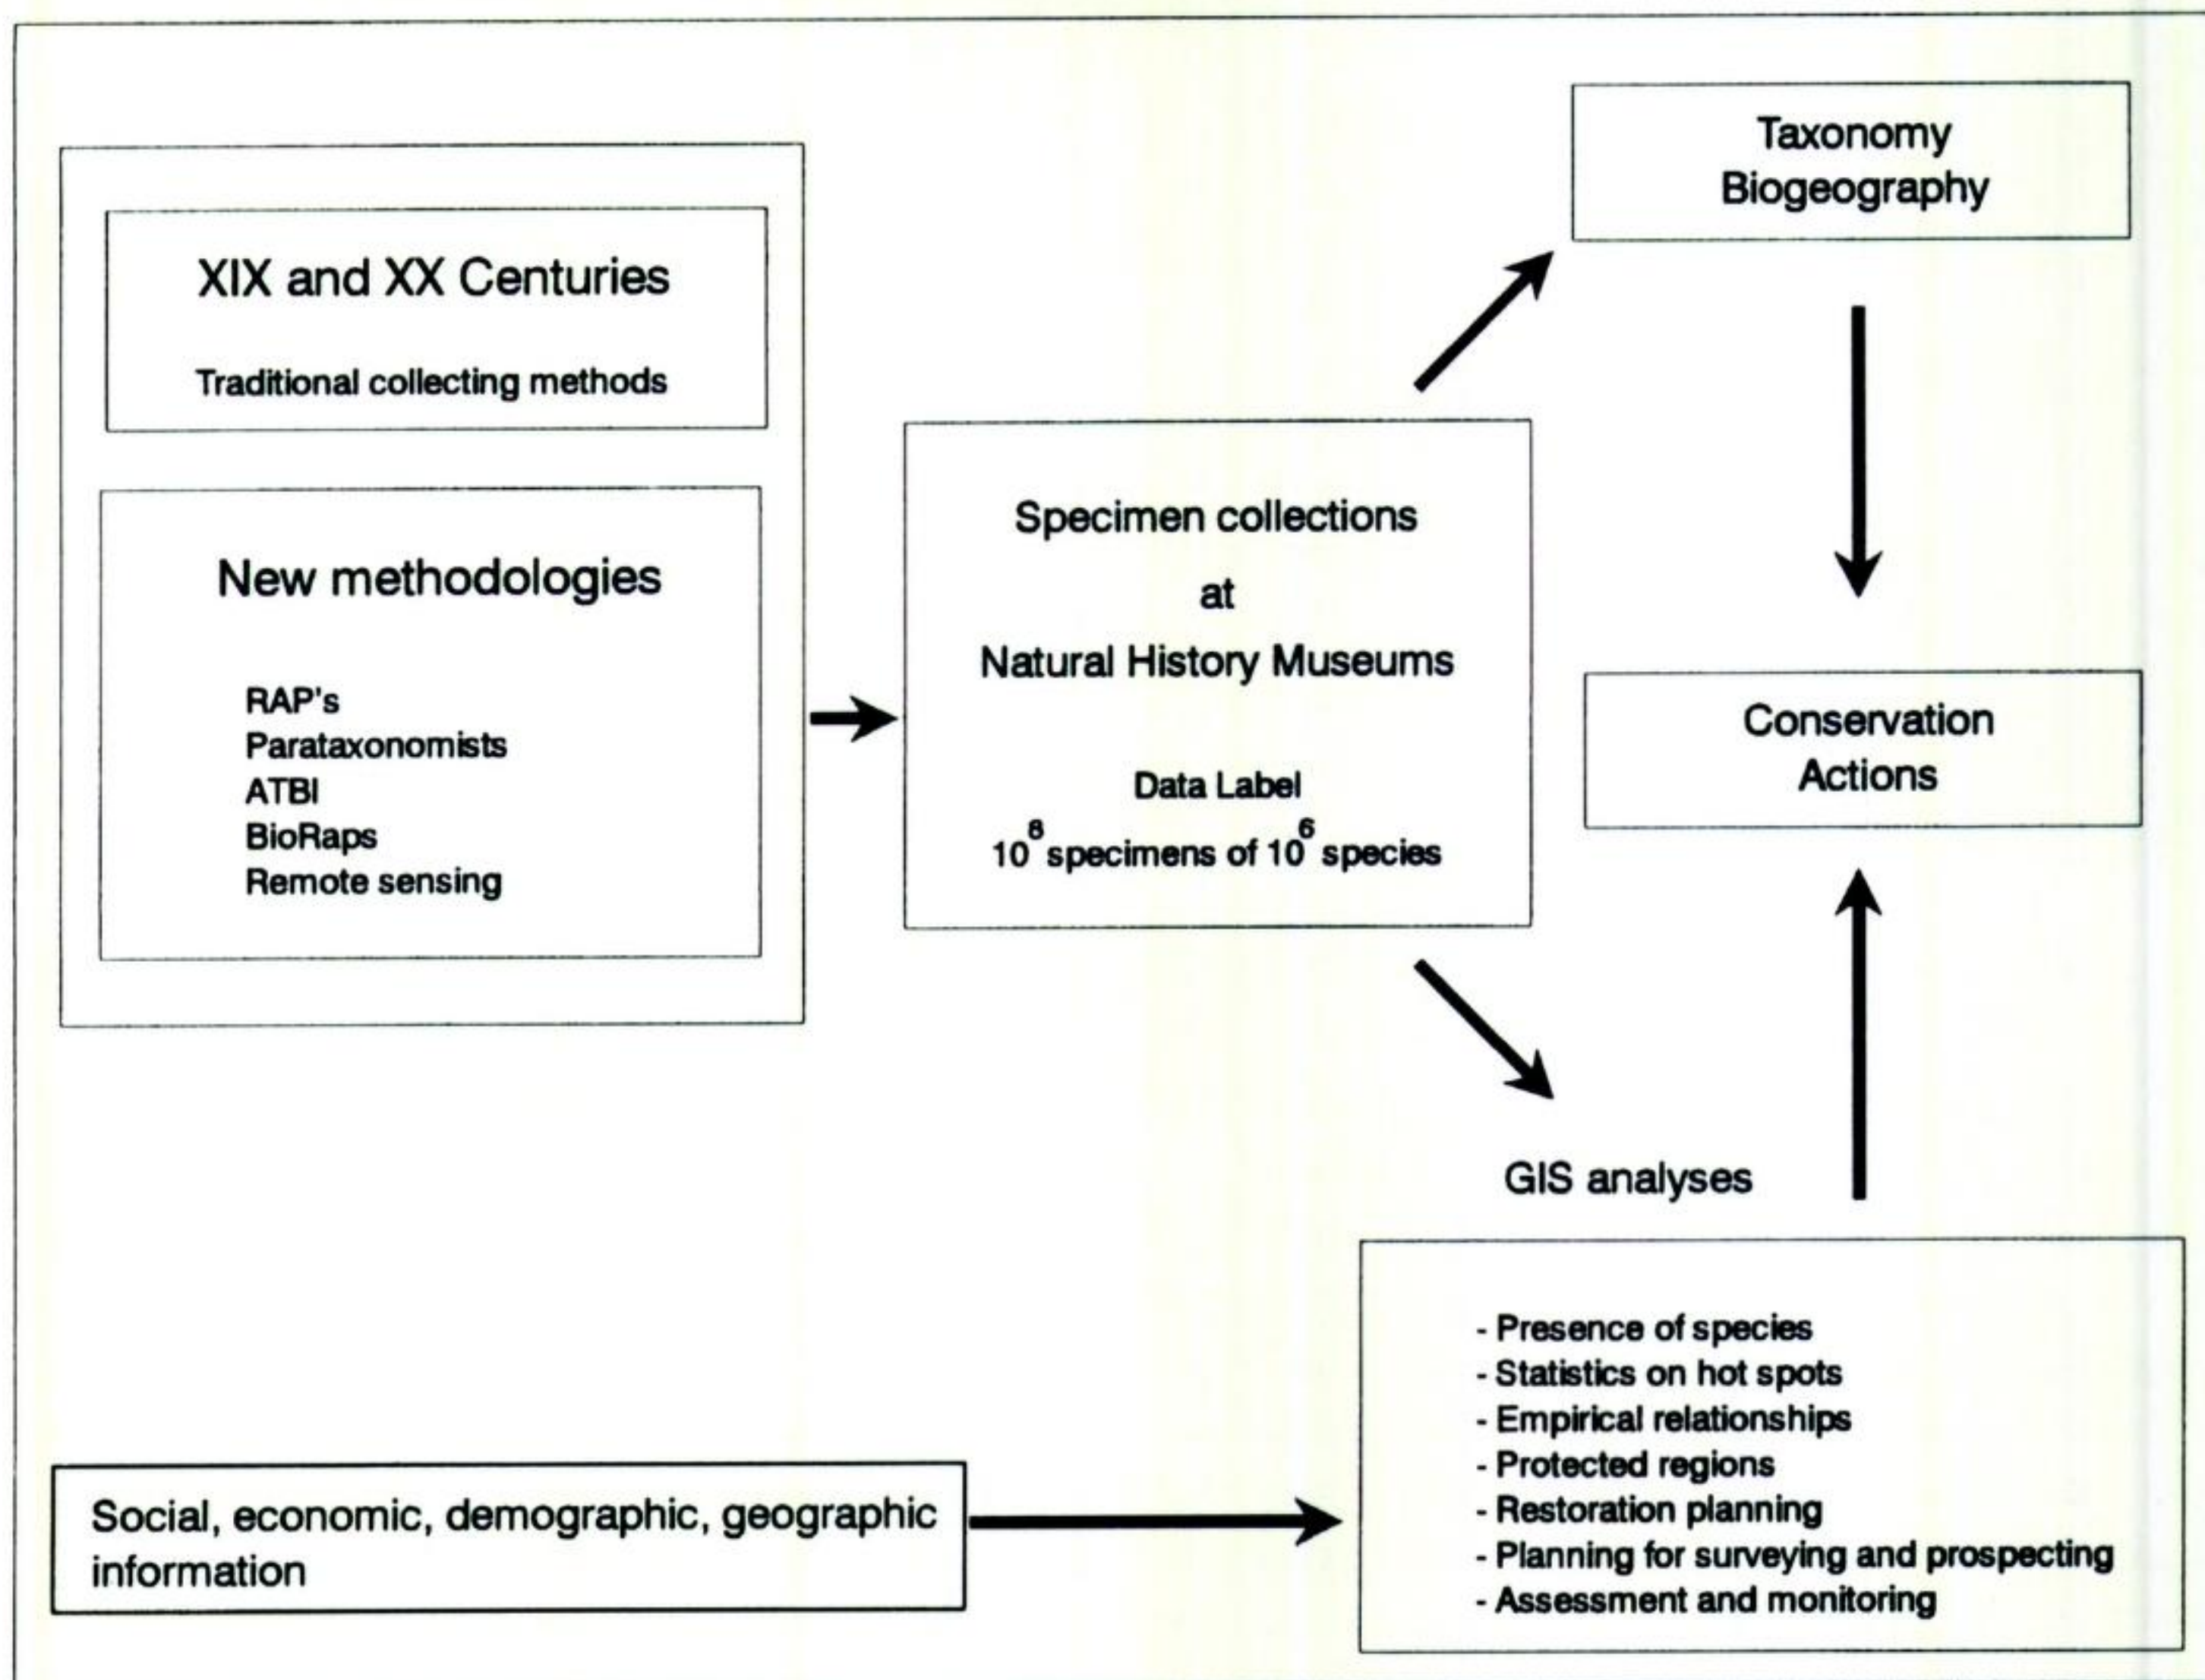 XIX and XX Centuries
Traditional collecting methods
New methodologies
RAP's
Parataxonomists
ATBI
BioRaps
Remote sensing
Specimen collections
at
Natural History Museums
Data Label
10⁸ specimens of 10⁶ species
Taxonomy
Biogeography
Conservation
Actions
GIS analyses
- Presence of species
- Statistics on hot spots
- Empirical relationships
- Protected regions
- Restoration planning
- Planning for surveying and prospecting
- Assessment and monitoring
Social, economic, demographic, geographic
information